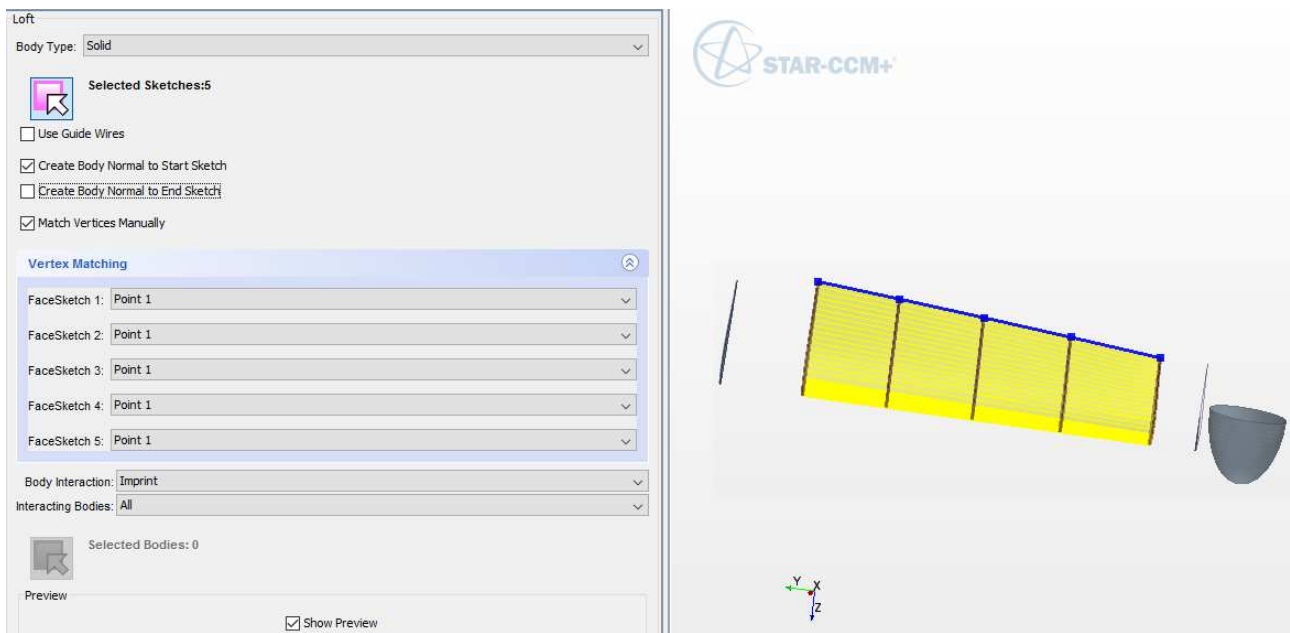 Loft
Body Type: Solid
Selected Sketches:5
Use Guide Wires
Create Body Normal to Start Sketch
Create Body Normal to End Sketch
Match Vertices Manually
Vertex Matching
FaceSketch 1: Point 1
FaceSketch 2: Point 1
FaceSketch 3: Point 1
FaceSketch 4: Point 1
FaceSketch 5: Point 1
Body Interaction: Imprint
Interacting Bodies: All
Selected Bodies: 0
Preview
Show Preview
STAR-CCM+
Y X
Z